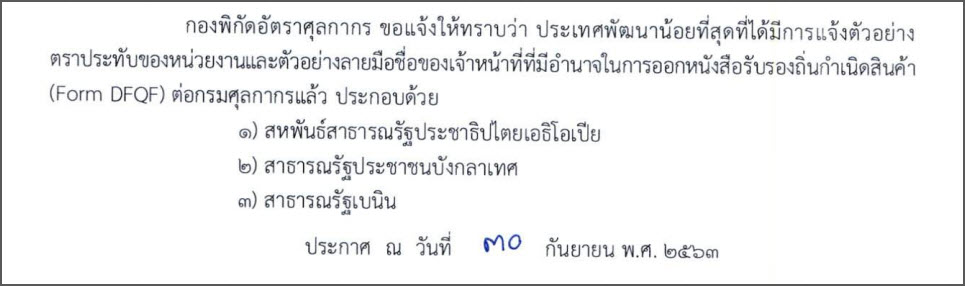 กองพิกัดอัตราศุลกากร ขอแจ้งให้ทราบว่า ประเทศพัฒนาน้อยที่สุดที่ได้มีการแจ้งตัวอย่าง
ตราประทับของหน่วยงานและตัวอย่างลายมือชื่อของเจ้าหน้าที่ที่มีอำนาจในการออกหนังสือรับรองถิ่นกำเนิดสินค้า
(Form DFQF) ต่อกรมศุลกากรแล้ว ประกอบด้วย
๑) สหพันธ์สาธารณรัฐประชาธิปไตยเอธิโอเปีย
๒) สาธารณรัฐประชาชนบังกลาเทศ
๓) สาธารณรัฐเบนิน
ประกาศ ณ วันที่ ๓๐ กันยายน พ.ศ. ๒๕๖๓